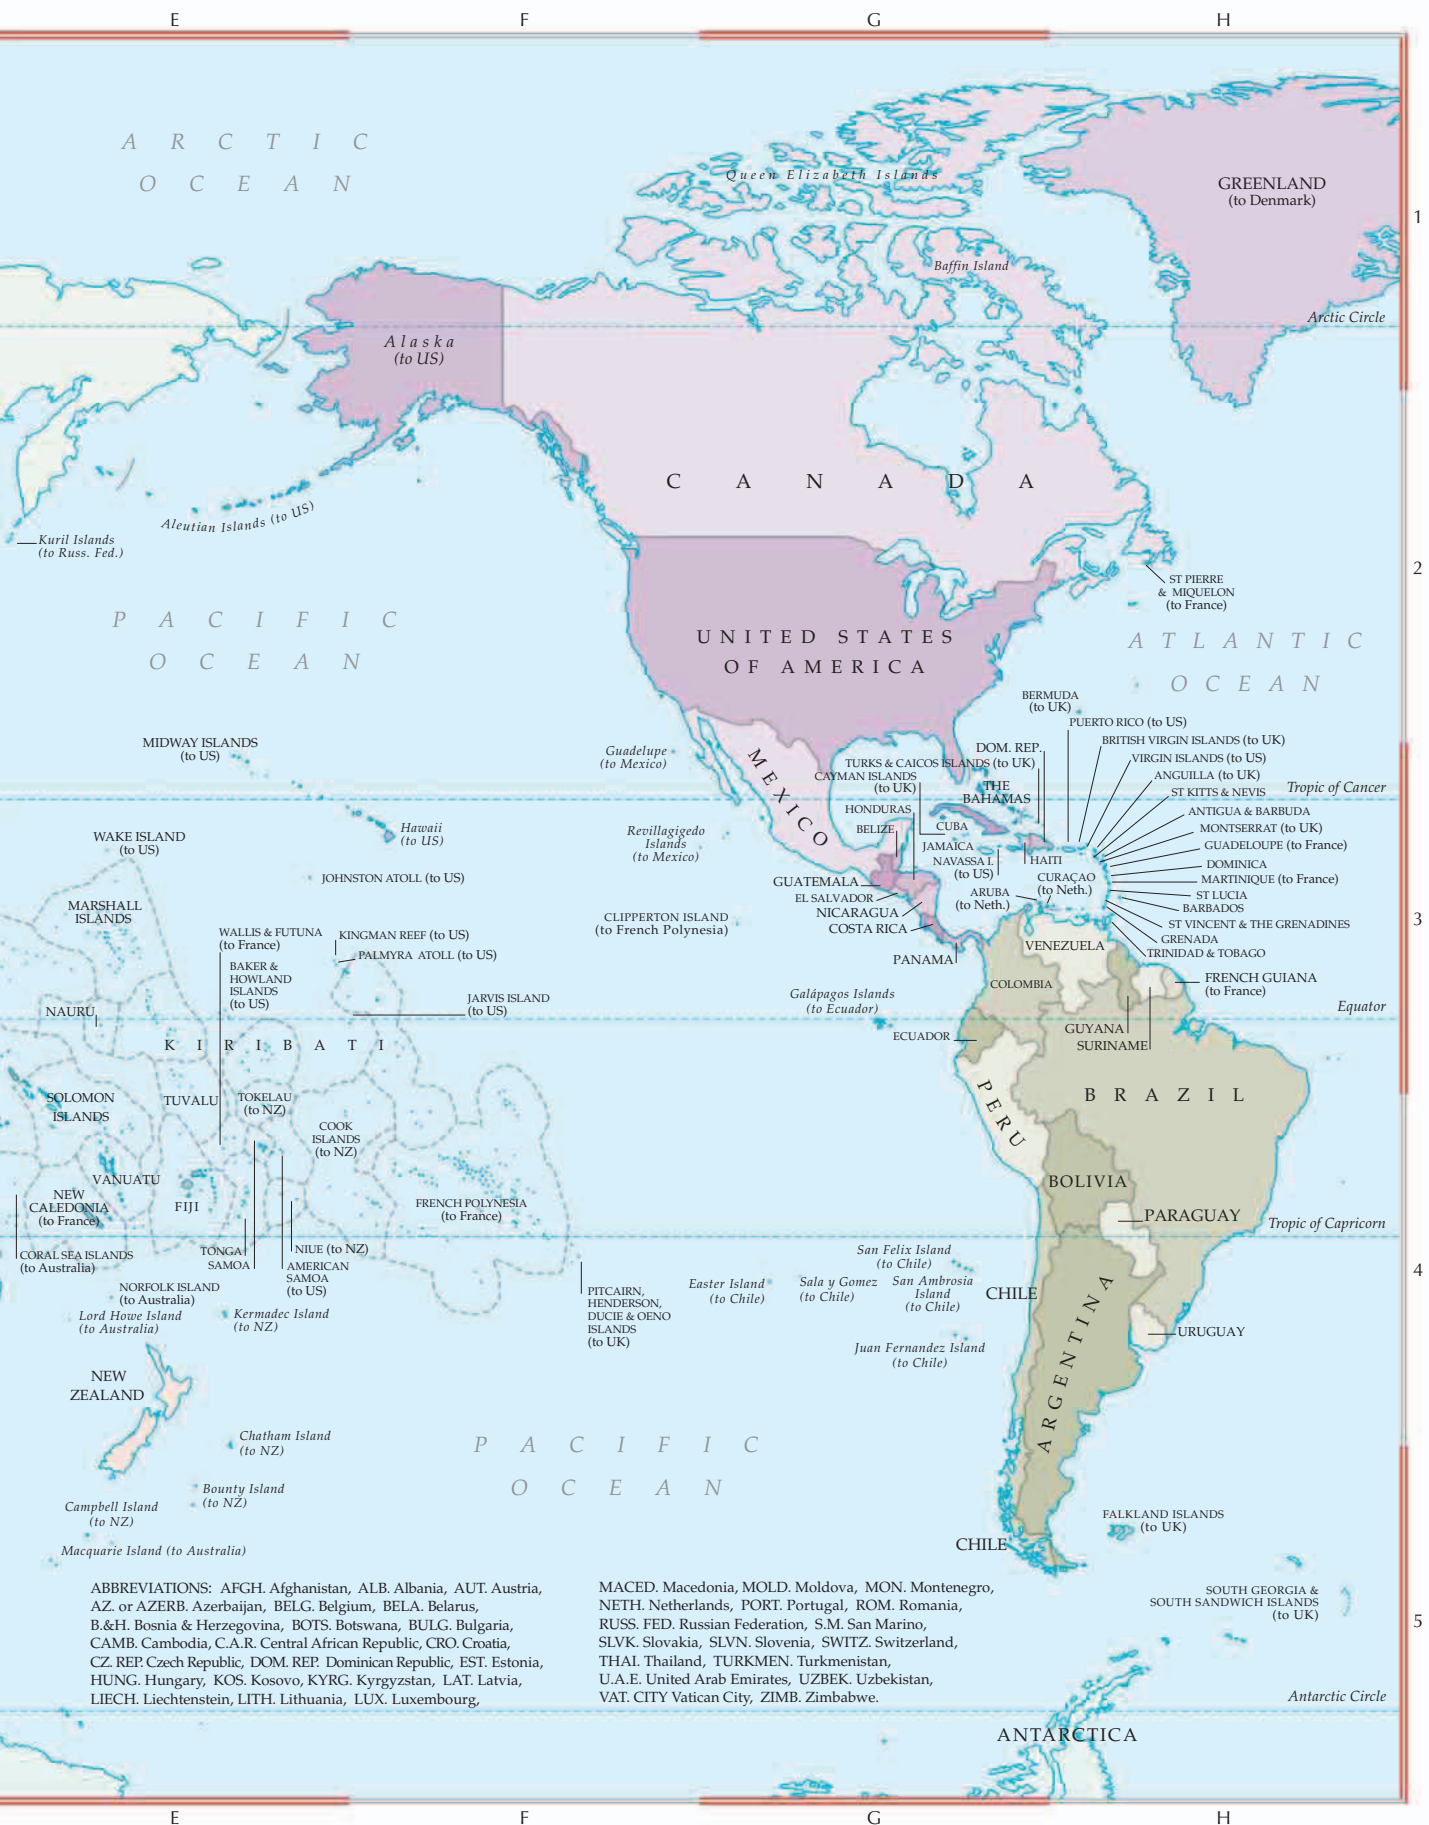 E
F
G
H
ARCTIC
OCEAN
Queen Elizabeth Islands
GREENLAND
(to Denmark)
1
Baffin Island
Arctic Circle
Alaska
(to US)
CANADA
Aleutian Islands (to US)
Kuril Islands
(to Russ. Fed.)
2
ST PIERRE
& MIQUELON
(to France)
PACIFIC
OCEAN
UNITED STATES
OF AMERICA
ATLANTIC
OCEAN
BERMUDA
(to UK)
PUERTO RICO (to US)
MIDWAY ISLANDS
(to US)
Guadelupe
(to Mexico)
MEXICO
DOM. REP.
BRITISH VIRGIN ISLANDS (to UK)
VIRGIN ISLANDS (to US)
TURKS & CAICOS ISLANDS (to UK)
CAYMAN ISLANDS
(to UK)
ANGUILLA (to UK)
THE
BAHAMAS
ST KITTS & NEVIS
Tropic of Cancer
HONDURAS
ANTIGUA & BARBUDA
BELIZE
CUBA
MONTSERRAT (to UK)
Hawaii
(to US)
Revillagigedo
Islands
(to Mexico)
WAKE ISLAND
(to US)
JAMAICA
GUADELOUPE (to France)
NAVASSA I.
(to US)
HAITI
DOMINICA
JOHNSTON ATOLL (to US)
GUATEMALA
CURAÇAO
(to Neth.)
MARTINIQUE (to France)
EL SALVADOR
ARUBA
(to Neth.)
ST LUCIA
MARSHALL
ISLANDS
NICARAGUA
BARBADOS
CLIPPERTON ISLAND
(to French Polynesia)
COSTA RICA
ST VINCENT & THE GRENADINES
3
WALLIS & FUTUNA
(to France)
KINGMAN REEF (to US)
GRENADA
VENEZUELA
TRINIDAD & TOBAGO
PALMYRA ATOLL (to US)
PANAMA
BAKER &
HOWLAND
ISLANDS
(to US)
COLOMBIA
FRENCH GUIANA
(to France)
JARVIS ISLAND
(to US)
Galápagos Islands
(to Ecuador)
Equator
NAURU
ECUADOR
GUYANA
SURINAME
KIRIBATI
PERU
BRAZIL
SOLOMON
ISLANDS
TUVALU
TOKELAU
(to NZ)
COOK
ISLANDS
(to NZ)
VANUATU
BOLIVIA
NEW
CALEDONIA
(to France)
FIJI
FRENCH POLYNESIA
(to France)
PARAGUAY
Tropic of Capricorn
CORAL SEA ISLANDS
(to Australia)
TONGA
SAMOA
NIUE (to NZ)
AMERICAN
SAMOA
(to US)
San Felix Island
(to Chile)
4
NORFOLK ISLAND
(to Australia)
PITCAIRN,
HENDERSON,
DUCIE & OENO
ISLANDS
(to UK)
Easter Island
(to Chile)
Sala y Gomez
(to Chile)
San Ambrosia
Island
(to Chile)
CHILE
ARGENTINA
Lord Howe Island
(to Australia)
Kermadec Island
(to NZ)
URUGUAY
Juan Fernandez Island
(to Chile)
NEW
ZEALAND
Chatham Island
(to NZ)
PACIFIC
OCEAN
Bounty Island
(to NZ)
Campbell Island
(to NZ)
FALKLAND ISLANDS
(to UK)
Macquarie Island (to Australia)
CHILE
ABBREVIATIONS: AFGH. Afghanistan, ALB. Albania, AUT. Austria,
AZ. or AZERB. Azerbaijan, BELG. Belgium, BELA. Belarus,
B.&H. Bosnia & Herzegovina, BOTS. Botswana, BULG. Bulgaria,
CAMB. Cambodia, C.A.R. Central African Republic, CRO. Croatia,
CZ. REP. Czech Republic, DOM. REP. Dominican Republic, EST. Estonia,
HUNG. Hungary, KOS. Kosovo, KYRG. Kyrgyzstan, LAT. Latvia,
LIECH. Liechtenstein, LITH. Lithuania, LUX. Luxembourg,
MACED. Macedonia, MOLD. Moldova, MON. Montenegro,
NETH. Netherlands, PORT. Portugal, ROM. Romania,
RUSS. FED. Russian Federation, S.M. San Marino,
SLVK. Slovakia, SLVN. Slovenia, SWITZ. Switzerland,
THAI. Thailand, TURKMEN. Turkmenistan,
U.A.E. United Arab Emirates, UZBEK. Uzbekistan,
VAT. CITY Vatican City, ZIMB. Zimbabwe.
SOUTH GEORGIA &
SOUTH SANDWICH ISLANDS
(to UK)
5
Antarctic Circle
ANTARCTICA
E
F
G
H